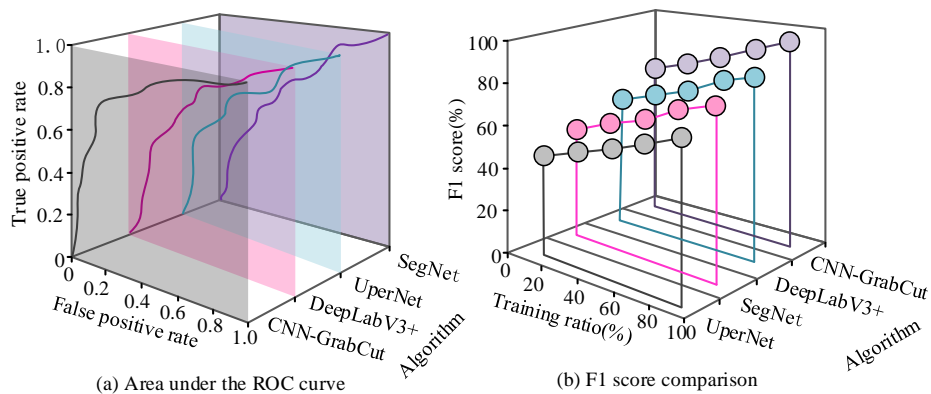 True positive rate
1.0
0.8
0.6
0.4
0.2
0
0
0.2
0.4
0.6
0.8
1.0
False positive rate
CNN-GrabCut
DeepLabV3+
UperNet
SegNet
Algorithm
(a) Area under the ROC curve
F1 score(%)
100
80
60
40
20
0
0
20
40
60
80
100
Training ratio(%)
UperNet
SegNet
DeepLabV3+
CNN-GrabCut
Algorithm
(b) F1 score comparison